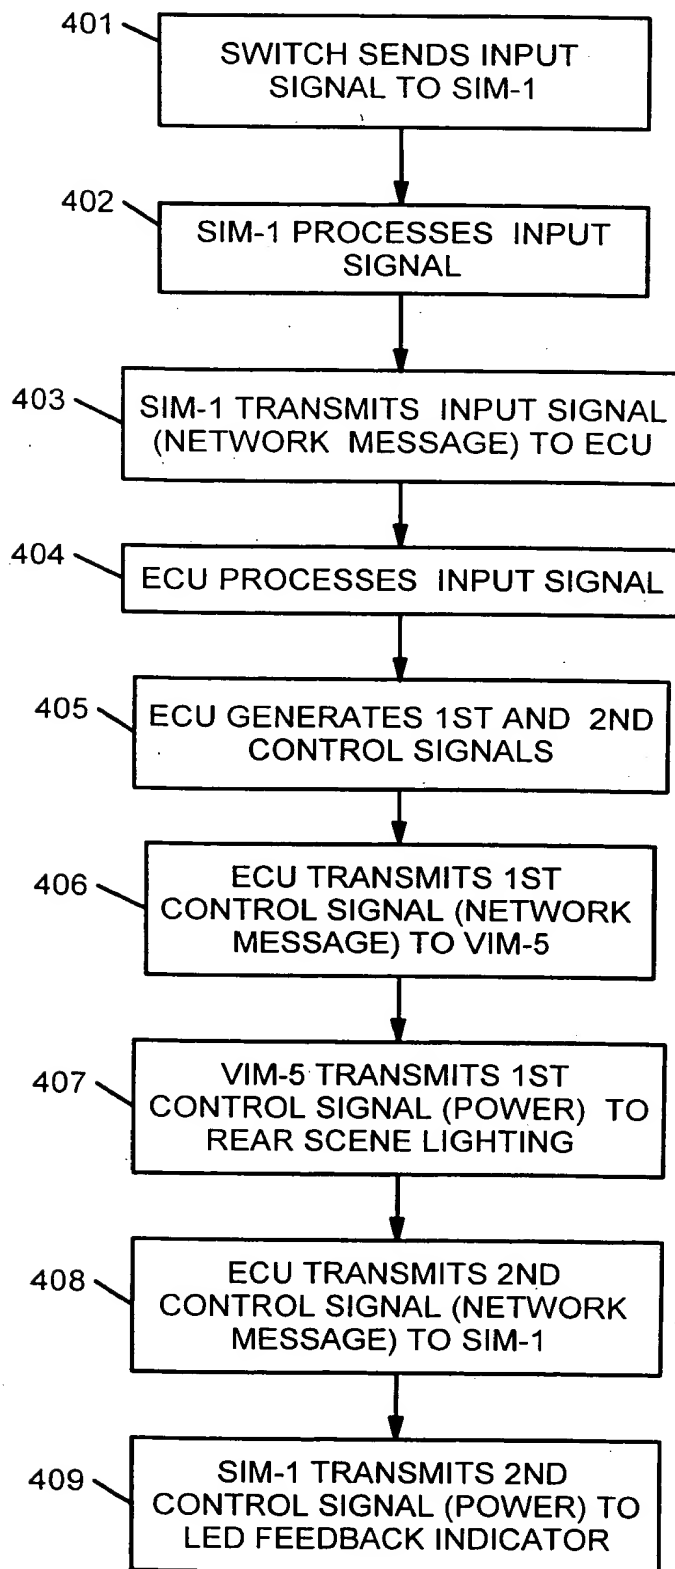 401
SWITCH SENDS INPUT
SIGNAL TO SIM-1
402
SIM-1 PROCESSES INPUT
SIGNAL
403
SIM-1 TRANSMITS INPUT SIGNAL
(NETWORK MESSAGE) TO ECU
404
ECU PROCESSES INPUT SIGNAL
405
ECU GENERATES 1ST AND 2ND
CONTROL SIGNALS
406
ECU TRANSMITS 1ST
CONTROL SIGNAL (NETWORK
MESSAGE) TO VIM-5
407
VIM-5 TRANSMITS 1ST
CONTROL SIGNAL (POWER) TO
REAR SCENE LIGHTING
408
ECU TRANSMITS 2ND
CONTROL SIGNAL (NETWORK
MESSAGE) TO SIM-1
409
SIM-1 TRANSMITS 2ND
CONTROL SIGNAL (POWER) TO
LED FEEDBACK INDICATOR